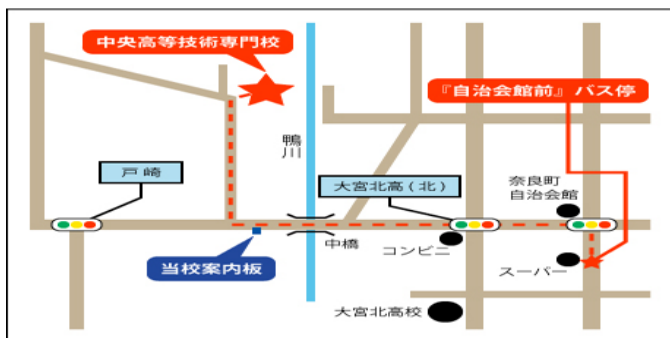 中央高等技術専門校
『自治会館前』バス停
鴨川
戸崎
大宮北高(北)
奈良町
自治会館
中橋
コンビニ
当校案内板
スーパー
大宮北高校